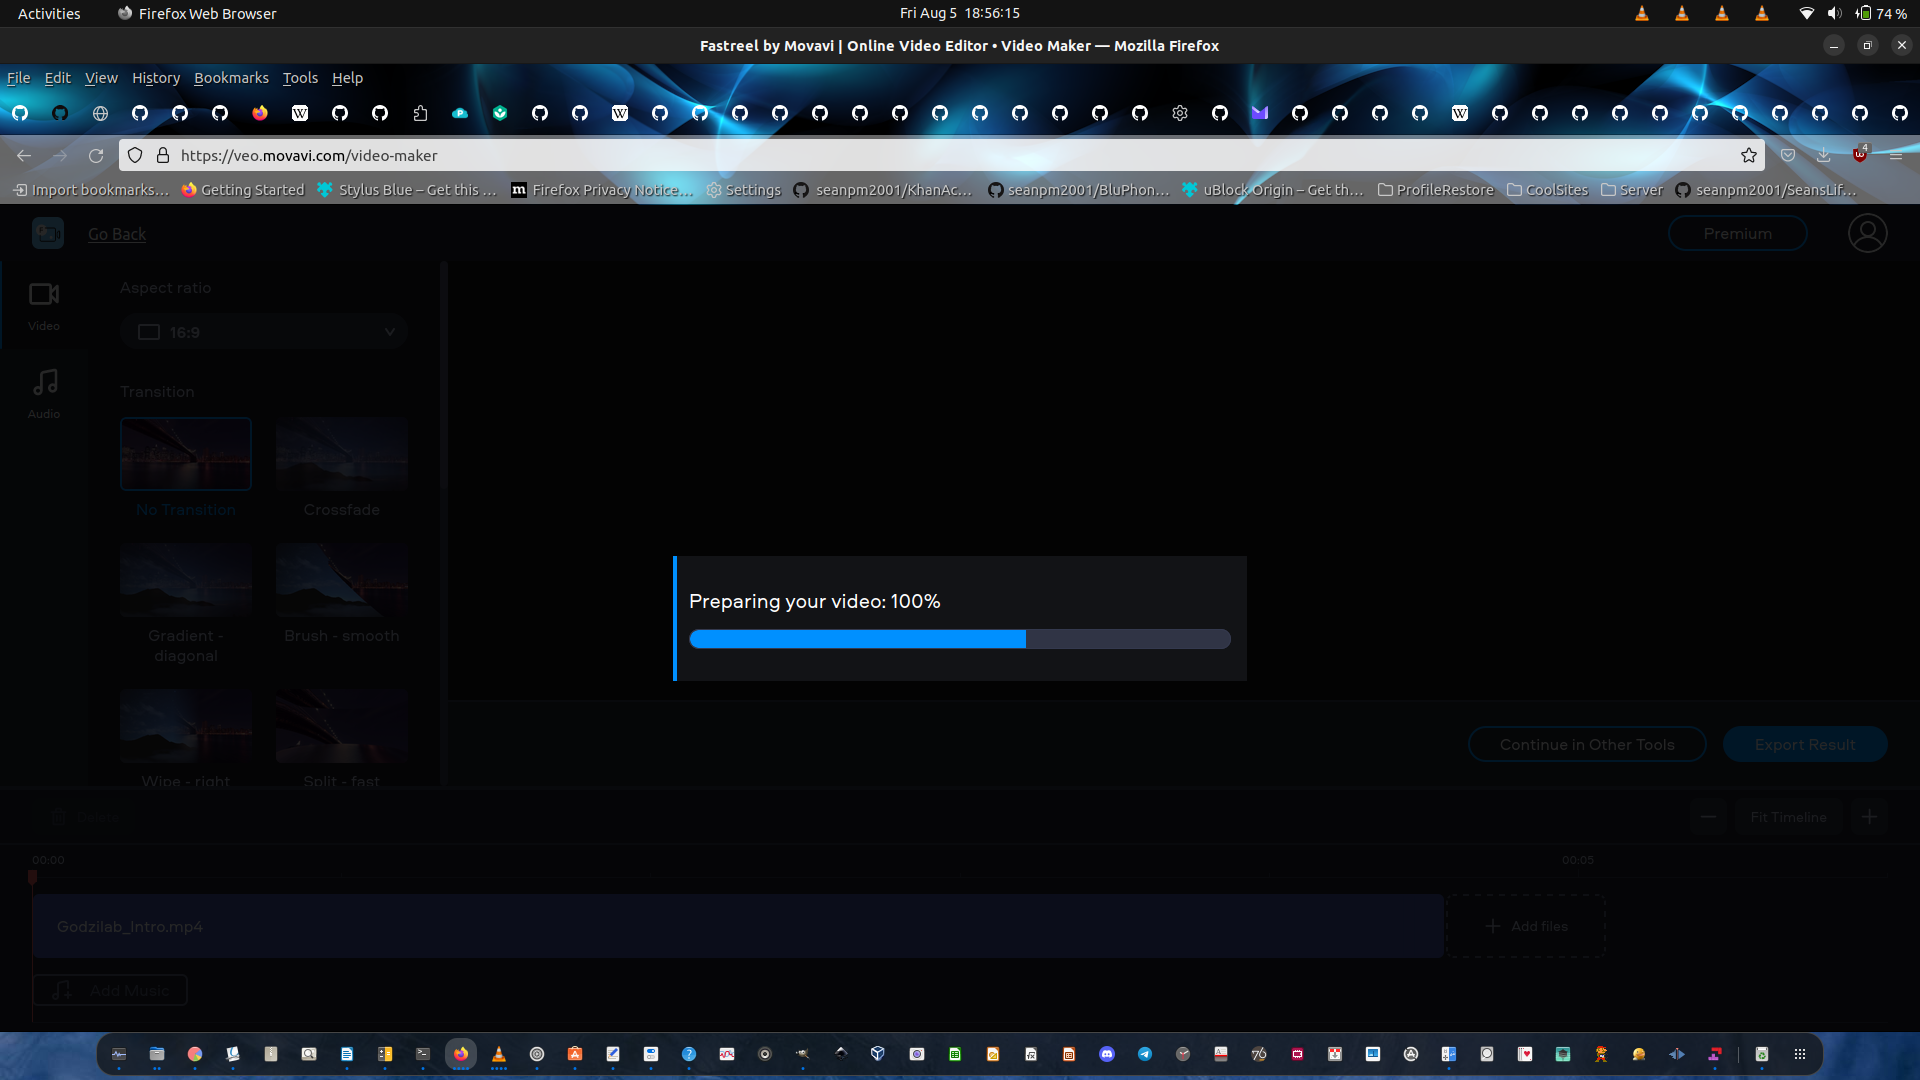 Activities
Firefox Web Browser
Fri Aug 5 18:56:15
74 %
Fastreel by Movavi | Online Video Editor • Video Maker — Mozilla Firefox
File Edit View History Bookmarks Tools Help
https://veo.movavi.com/video-maker
4
Import bookmarks…
Getting Started
Stylus Blue – Get this …
Firefox Privacy Notice…
Settings
seanpm2001/KhanAc…
seanpm2001/BluPhon…
uBlock Origin – Get th…
ProfileRestore
CoolSites
Server
seanpm2001/SeansLif…
Go Back
Premium
Video
Audio
Aspect ratio
16:9
Transition
No Transition
Crossfade
Gradient -
diagonal
Brush - smooth
Wipe - right
Split - fast
Preparing your video: 100%
Continue in Other Tools
Export Result
Fit Timeline
00:00
00:05
Godzilab_Intro.mp4
Add files
Add Music